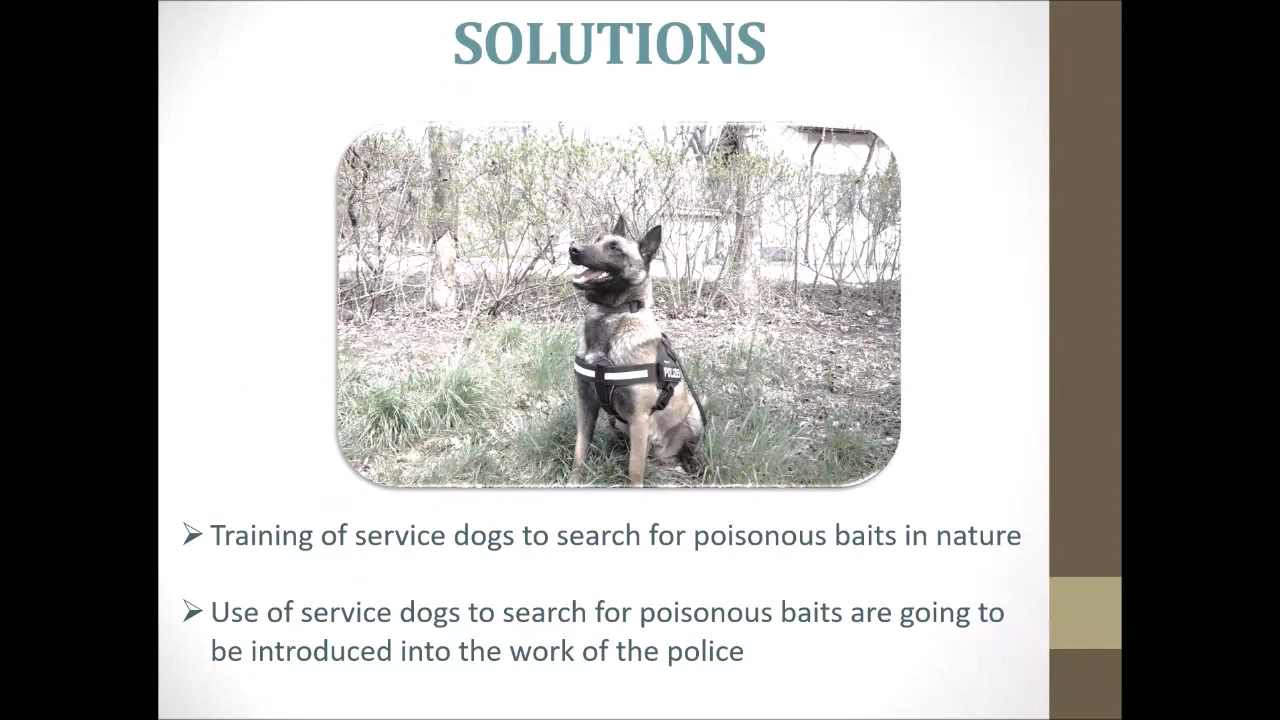 SOLUTIONS
POLIZEI
➢ Training of service dogs to search for poisonous baits in nature
➢ Use of service dogs to search for poisonous baits are going to
be introduced into the work of the police